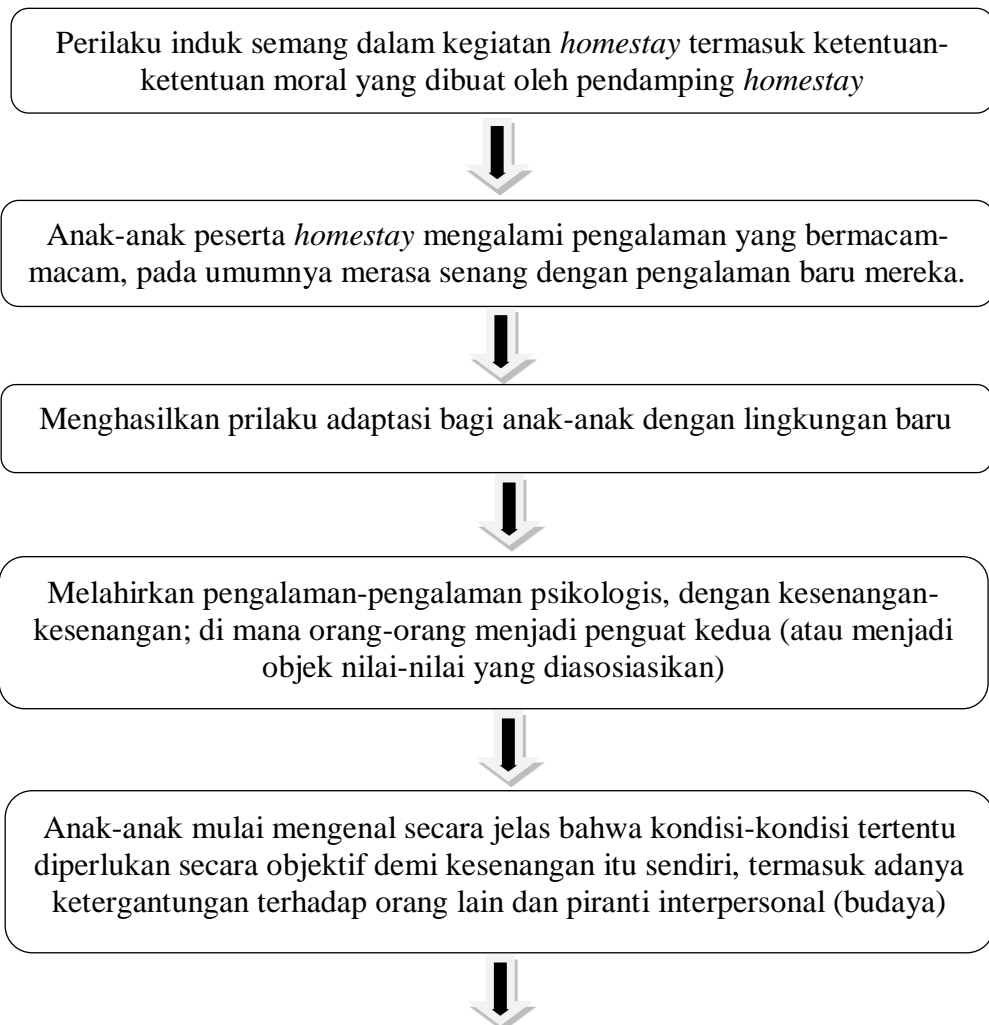 Perilaku induk semang dalam kegiatan homestay termasuk ketentuan-
ketentuan moral yang dibuat oleh pendamping homestay
Anak-anak peserta homestay mengalami pengalaman yang bermacam-
macam, pada umumnya merasa senang dengan pengalaman baru mereka.
Menghasilkan prilaku adaptasi bagi anak-anak dengan lingkungan baru
Melahirkan pengalaman-pengalaman psikologis, dengan kesenangan-
kesenangan; di mana orang-orang menjadi penguat kedua (atau menjadi
objek nilai-nilai yang diasosiasikan)
Anak-anak mulai mengenal secara jelas bahwa kondisi-kondisi tertentu
diperlukan secara objektif demi kesenangan itu sendiri, termasuk adanya
ketergantungan terhadap orang lain dan piranti interpersonal (budaya)